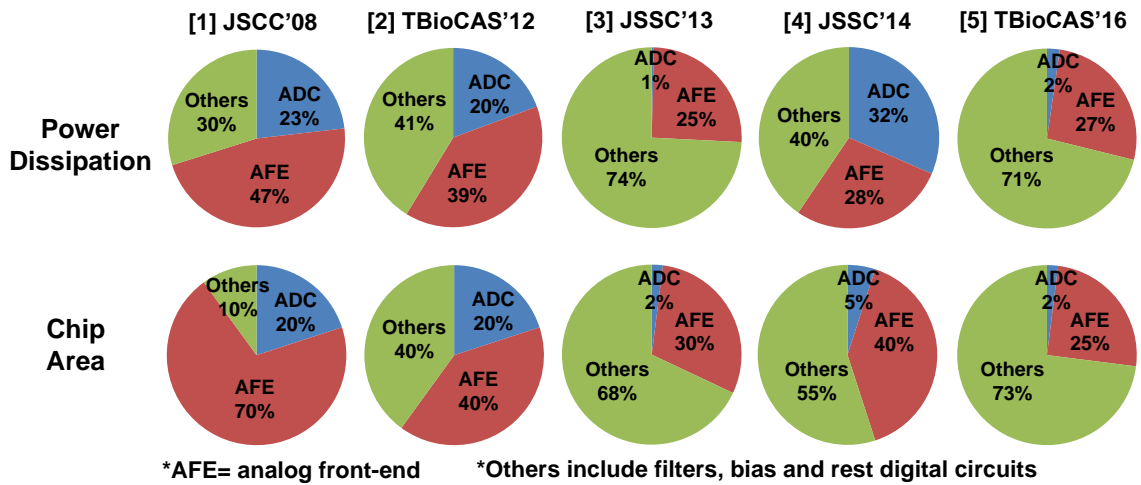 [1] JSCC'08 [2] TBioCAS'12 [3] JSSC'13 [4] JSSC'14 [5] TBioCAS'16
Power
Dissipation
ADC
23%
AFE
47%
Others
30%
ADC
20%
AFE
39%
Others
41%
ADC
1%
AFE
25%
Others
74%
ADC
32%
AFE
28%
Others
40%
ADC
2%
AFE
27%
Others
71%
Chip
Area
ADC
20%
AFE
70%
Others
10%
ADC
20%
AFE
40%
Others
40%
ADC
2%
AFE
30%
Others
68%
ADC
5%
AFE
40%
Others
55%
ADC
2%
AFE
25%
Others
73%
*AFE= analog front-end
*Others include filters, bias and rest digital circuits